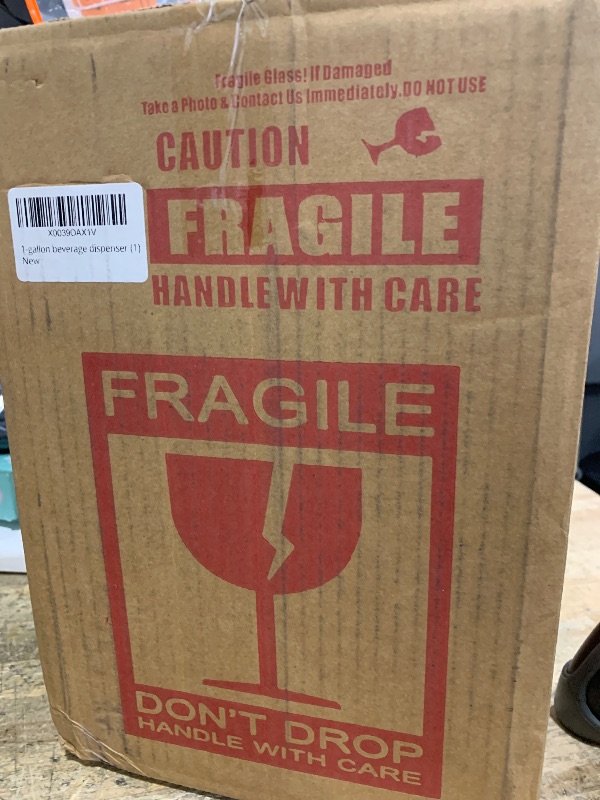 Fragile Glass! If Damaged
Take a Photo & Contact Us Immediately.DO NOT USE
CAUTION
FRAGILE
HANDLE WITH CARE
X0039DAX1V
1-gallon beverage dispenser (1)
New
FRAGILE
DON'T DROP
HANDLE WITH CARE